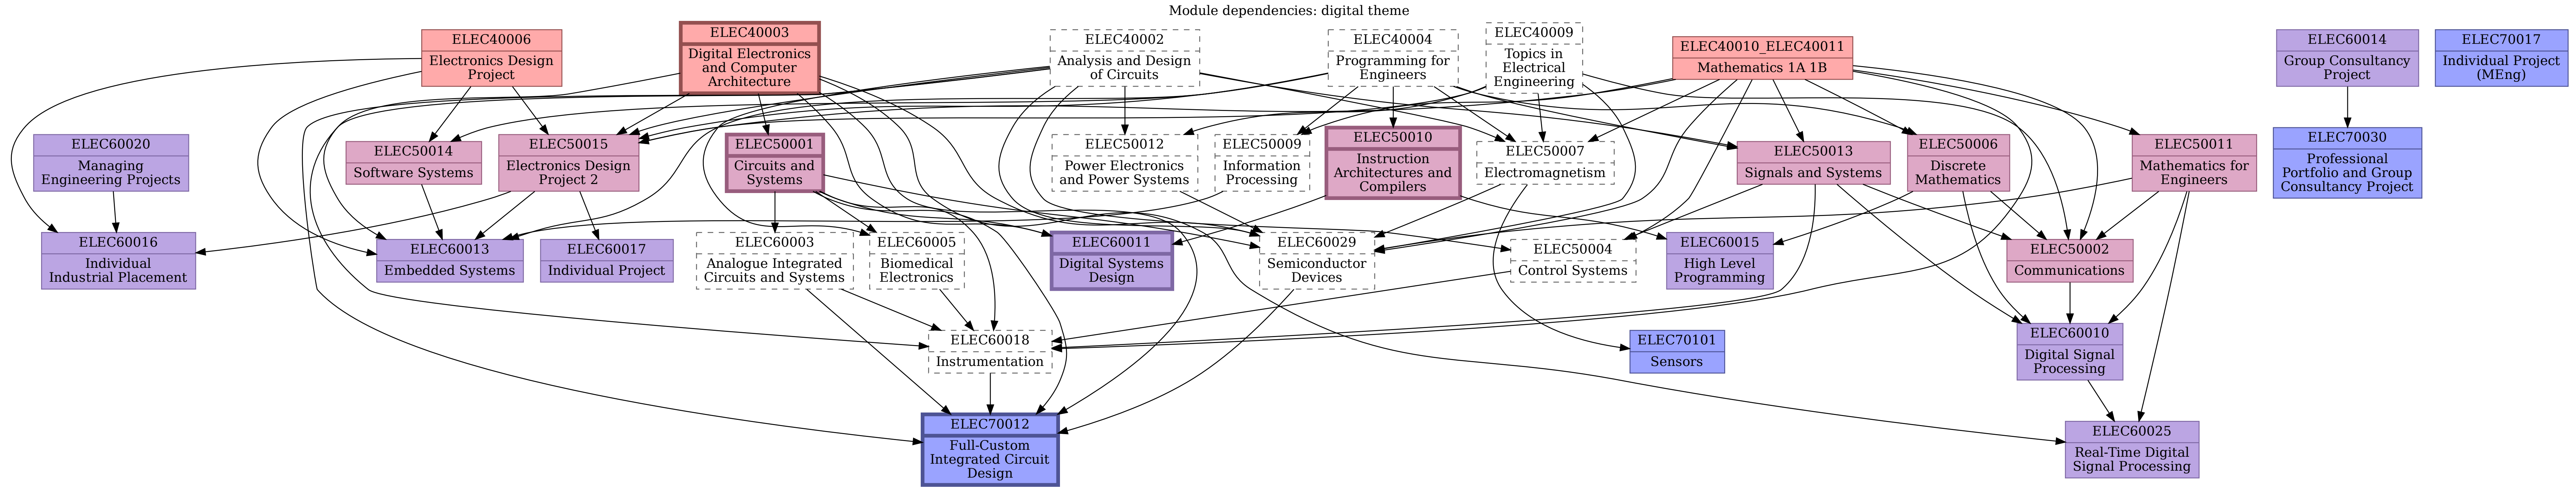 Module dependencies: digital theme
ELEC40006
Electronics Design
Project
ELEC40003
Digital Electronics
and Computer
Architecture
ELEC40002
Analysis and Design
of Circuits
ELEC40004
Programming for
Engineers
ELEC40009
Topics in
Electrical
Engineering
ELEC40010_ELEC40011
Mathematics 1A 1B
ELEC60014
Group Consultancy
Project
ELEC70017
Individual Project
(MEng)
ELEC60020
Managing
Engineering Projects
ELEC50014
Software Systems
ELEC50015
Electronics Design
Project 2
ELEC50001
Circuits and
Systems
ELEC50012
Power Electronics
and Power Systems
ELEC50009
Information
Processing
ELEC50010
Instruction
Architectures and
Compilers
ELEC50007
Electromagnetism
ELEC50013
Signals and Systems
ELEC50006
Discrete
Mathematics
ELEC50011
Mathematics for
Engineers
ELEC70030
Professional
Portfolio and Group
Consultancy Project
ELEC60016
Individual
Industrial Placement
ELEC60013
Embedded Systems
ELEC60017
Individual Project
ELEC60003
Analogue Integrated
Circuits and Systems
ELEC60005
Biomedical
Electronics
ELEC60011
Digital Systems
Design
ELEC60029
Semiconductor
Devices
ELEC50004
Control Systems
ELEC60015
High Level
Programming
ELEC50002
Communications
ELEC60018
Instrumentation
ELEC70101
Sensors
ELEC60010
Digital Signal
Processing
ELEC70012
Full-Custom
Integrated Circuit
Design
ELEC60025
Real-Time Digital
Signal Processing